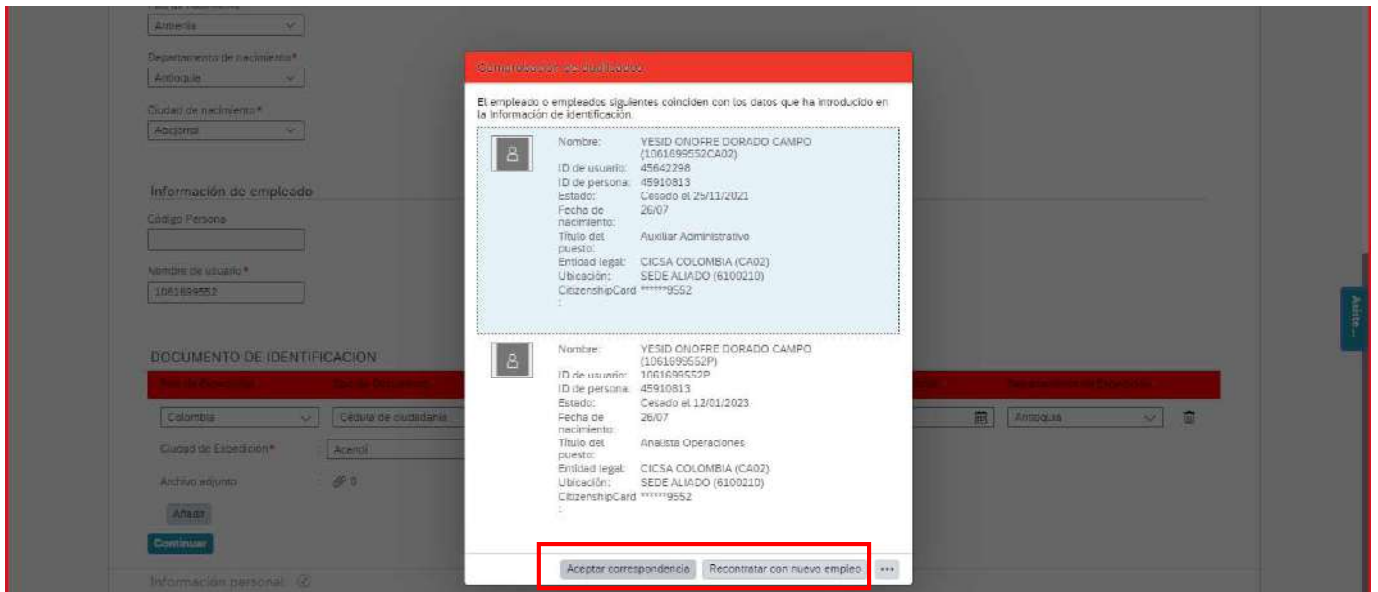 Armenia
Departamento de nacimiento*
Antioquia
Ciudad de nacimiento*
Información de empleado
Código Persona
Nombre de usuario*
1061699552
DOCUMENTO DE IDENTIFICACION
Colombia
Cédula de ciudadanía
Antioquia
Ciudad de Expedición*
Archivo adjunto
: 0
Añadir
Continuar
Información personal
Comprobación de duplicados
El empleado o empleados siguientes coinciden con los datos que ha introducido en
la Información de identificación.
Nombre: YESID ONOFRE DORADO CAMPO
(1061699552CA02)
ID de usuario: 45642298
ID de persona: 45910813
Estado: Cesado el 25/11/2021
Fecha de 26/07
nacimiento:
Título del Auxiliar Administrativo
puesto:
Entidad legal: CICSA COLOMBIA (CA02)
Ubicación: SEDE ALIADO (6100210)
CitizenshipCard ******9552
:
Nombre: YESID ONOFRE DORADO CAMPO
(1061699552P)
ID de usuario: 1061699552P
ID de persona: 45910813
Estado: Cesado el 12/01/2023
Fecha de 26/07
nacimiento:
Título del Analista Operaciones
puesto:
Entidad legal: CICSA COLOMBIA (CA02)
Ubicación: SEDE ALIADO (6100210)
CitizenshipCard ******9552
:
Aceptar correspondencia Recontratar con nuevo empleo •••
Asiste...